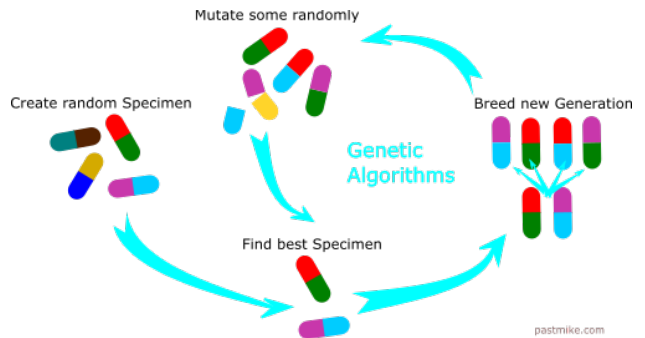 Mutate some randomly
Create random Specimen
Breed new Generation
Genetic
Algorithms
Find best Specimen
pastmike.com